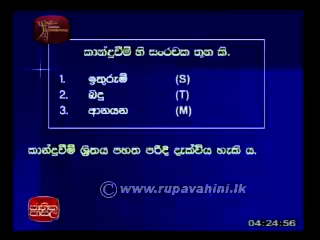 කාන්දුවීම් හි සංරචක තුන කි.
1. ඉතුරුම් (S)
2. බදු (T)
3. ආනයන (M)
කාන්දුවීම් ශ්‍රිතය පහත පරිදි දැක්විය හැකි ය.
©www.rupavahini.lk
04:24:56